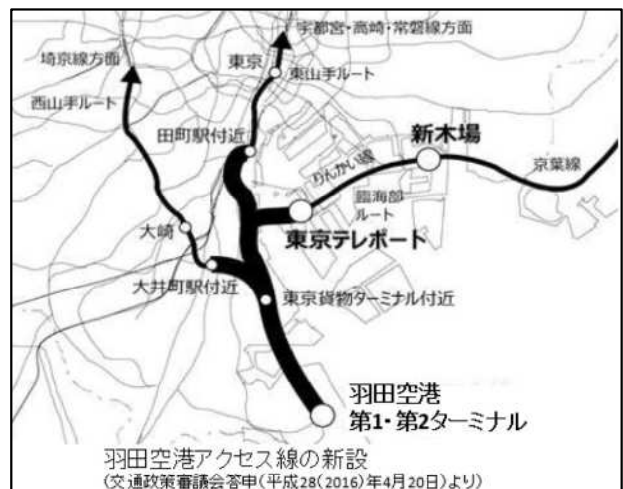 宇都宮・高崎・常磐線方面
埼京線方面
東京
東山手ルート
西山手ルート
田町駅付近
新木場
りんかい線
京葉線
臨海部
ルート
大崎
東京テレポート
大井町駅付近
東京貨物ターミナル付近
羽田空港
第1・第2ターミナル
羽田空港アクセス線の新設
(交通政策審議会答申(平成28(2016)年4月20日)より)